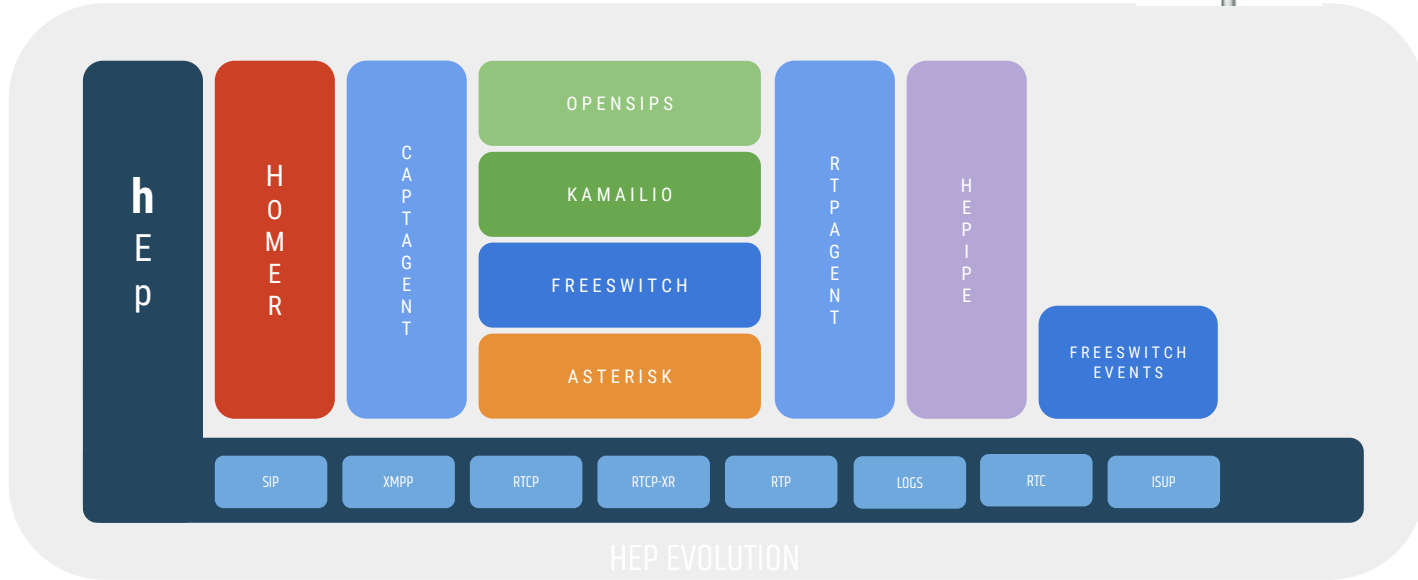 hEp
HOMER
CAPTAGENT
OPENSIPS
KAMAILIO
FREESWITCH
ASTERISK
RTPAGENT
HEPIPE
FREESWITCH
EVENTS
SIP
XMPP
RTCP
RTCP-XR
RTP
LOGS
RTC
ISUP
HEP EVOLUTION